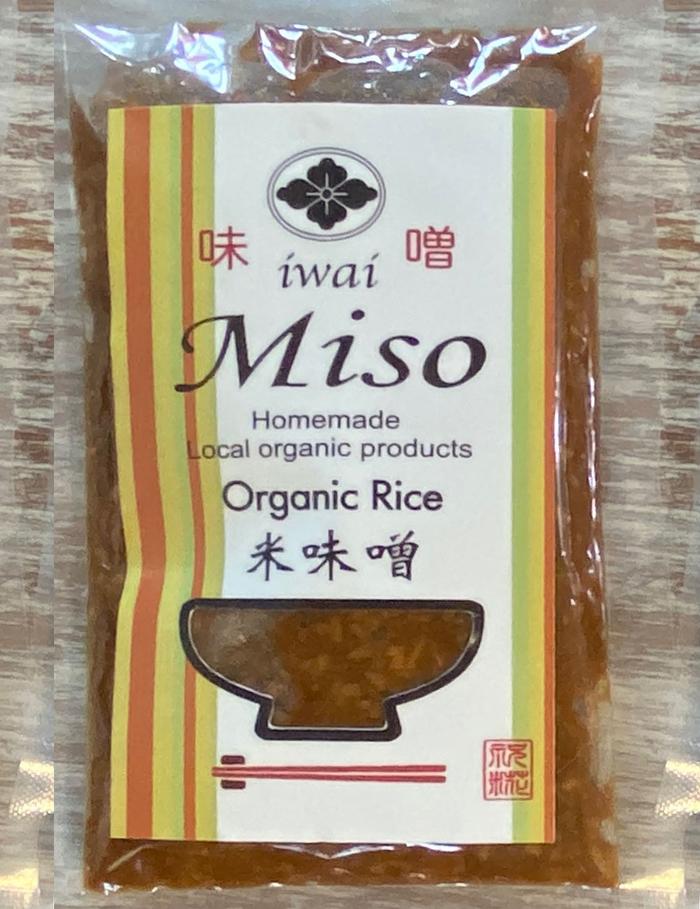 味 噌
iwai
Miso
Homemade
Local organic products
Organic Rice
米味噌